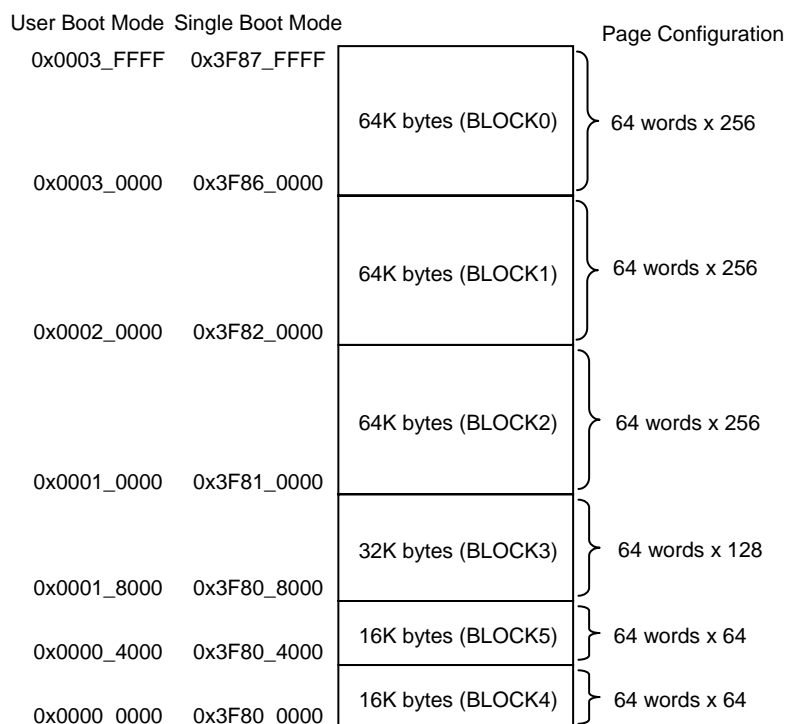 User Boot Mode Single Boot Mode
Page Configuration
0x0003_FFFF 0x3F87_FFFF
64K bytes (BLOCK0) 64 words x 256
0x0003_0000 0x3F86_0000
64K bytes (BLOCK1) 64 words x 256
0x0002_0000 0x3F82_0000
64K bytes (BLOCK2) 64 words x 256
0x0001_0000 0x3F81_0000
32K bytes (BLOCK3) 64 words x 128
0x0001_8000 0x3F80_8000
16K bytes (BLOCK5) 64 words x 64
0x0000_4000 0x3F80_4000
16K bytes (BLOCK4) 64 words x 64
0x0000_0000 0x3F80_0000